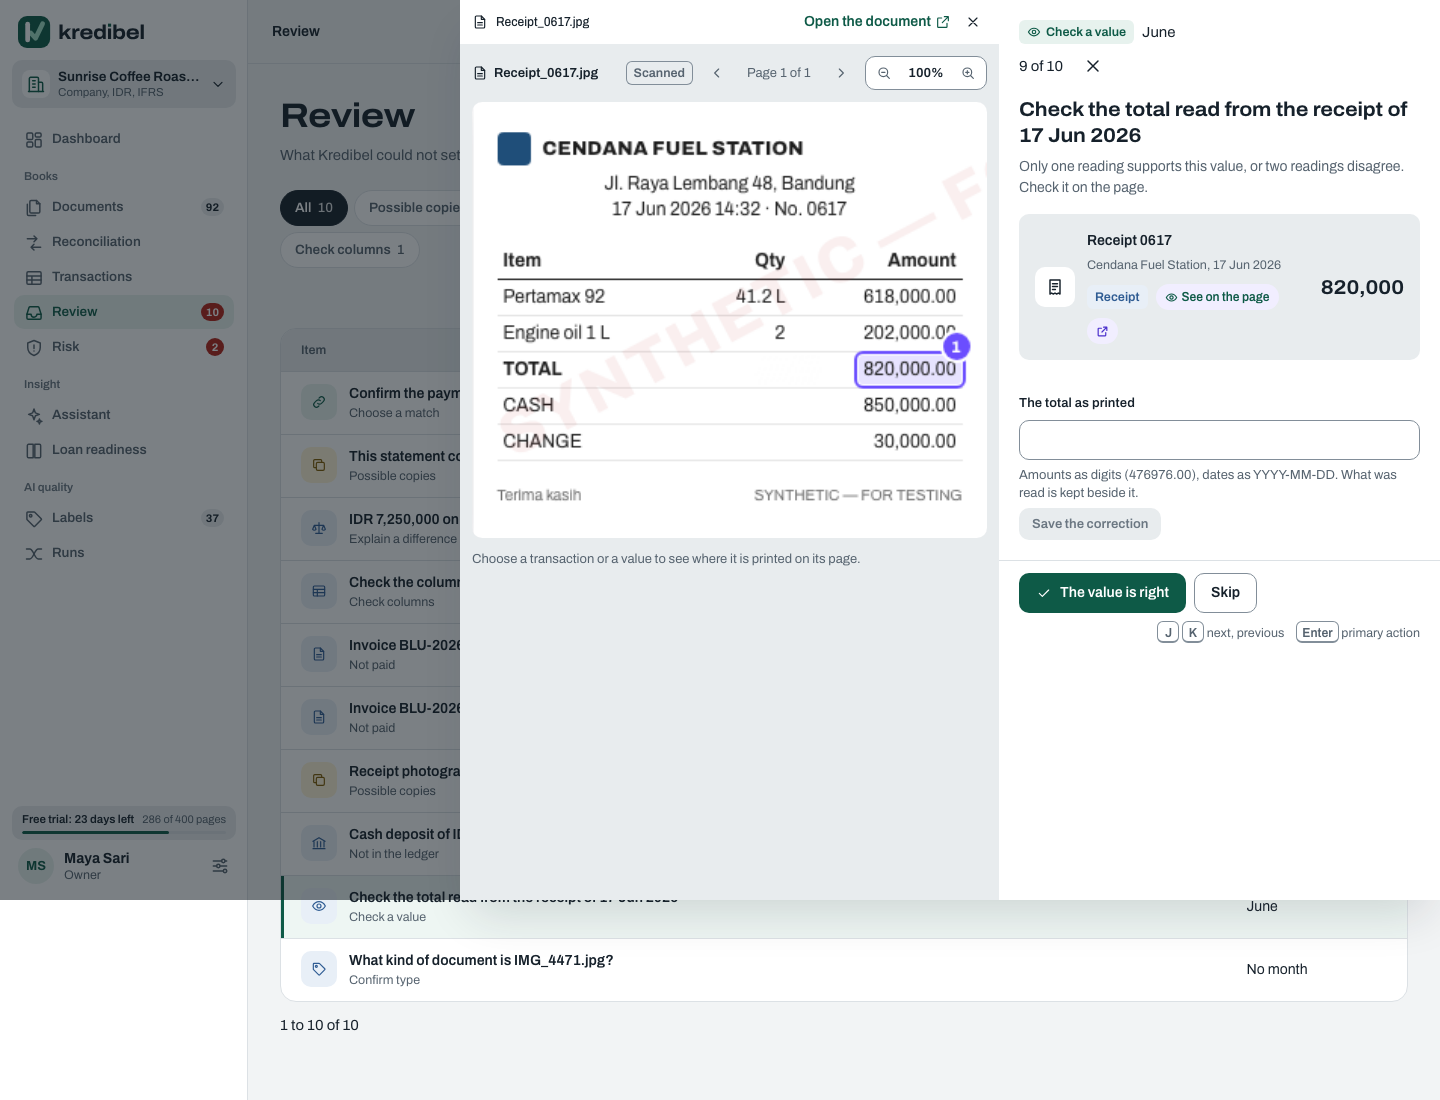 kredibel
Sunrise Coffee Roas...
Company, IDR, IFRS
Dashboard
Books
Documents 92
Reconciliation
Transactions
Review 10
Risk 2
Insight
Assistant
Loan readiness
AI quality
Labels 37
Runs
Free trial: 23 days left 286 of 400 pages
MS
Maya Sari
Owner
Review
Review
What Kredibel could not set
All 10
Possible copie
Check columns 1
Item
Confirm the paym
Choose a match
This statement co
Possible copies
IDR 7,250,000 on
Explain a difference
Check the column
Check columns
Invoice BLU-2026
Not paid
Invoice BLU-2026
Not paid
Receipt photogra
Possible copies
Cash deposit of ID
Not in the ledger
Check the total read from the receipt of 17 Jun 2026
Check a value
June
What kind of document is IMG_4471.jpg?
Confirm type
No month
1 to 10 of 10
Receipt_0617.jpg
Open the document
Receipt_0617.jpg
Scanned
Page 1 of 1
100%
CENDANA FUEL STATION
Jl. Raya Lembang 48, Bandung
17 Jun 2026 14:32 · No. 0617
Item Qty Amount
Pertamax 92 41.2 L 618,000.00
Engine oil 1 L 2 202,000.00
1
TOTAL 820,000.00
CASH 850,000.00
CHANGE 30,000.00
Terima kasih SYNTHETIC — FOR TESTING
SYNTHETIC — F
Choose a transaction or a value to see where it is printed on its page.
Check a value June
9 of 10
Check the total read from the receipt of
17 Jun 2026
Only one reading supports this value, or two readings disagree.
Check it on the page.
Receipt 0617
Cendana Fuel Station, 17 Jun 2026
Receipt See on the page
820,000
The total as printed
Amounts as digits (476976.00), dates as YYYY-MM-DD. What was
read is kept beside it.
Save the correction
The value is right
Skip
J K next, previous Enter primary action